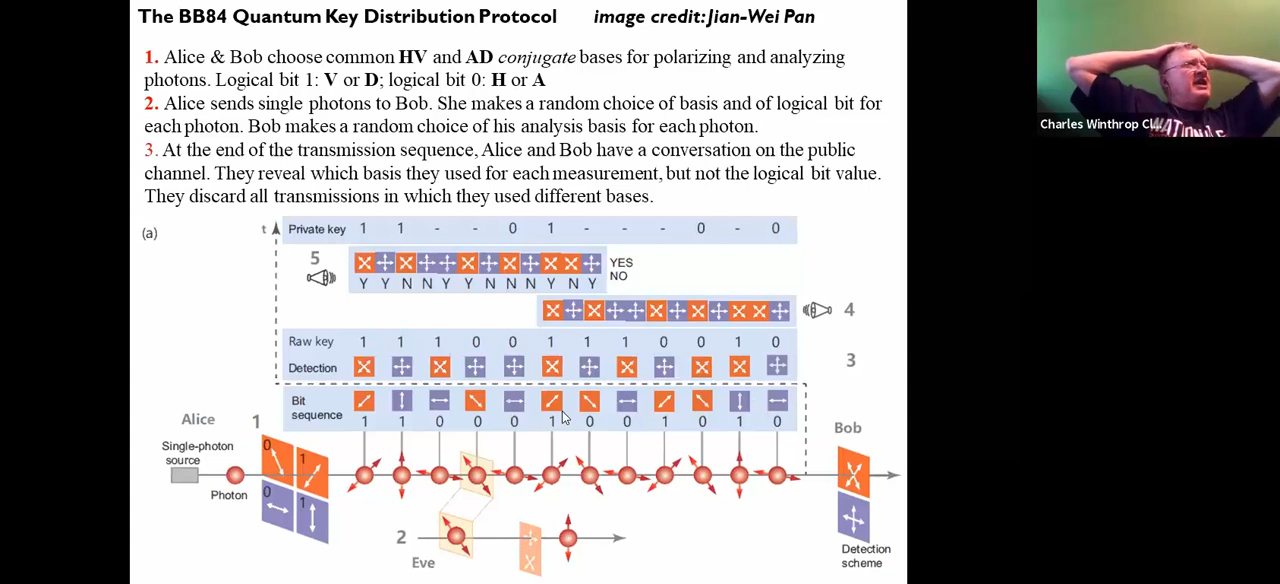 The BB84 Quantum Key Distribution Protocol image credit: Jian-Wei Pan
1. Alice & Bob choose common HV and AD conjugate bases for polarizing and analyzing
photons. Logical bit 1: V or D; logical bit 0: H or A
2. Alice sends single photons to Bob. She makes a random choice of basis and of logical bit for
each photon. Bob makes a random choice of his analysis basis for each photon.
3. At the end of the transmission sequence, Alice and Bob have a conversation on the public
channel. They reveal which basis they used for each measurement, but not the logical bit value.
They discard all transmissions in which they used different bases.
Charles Winthrop Cl...
NATIONALS
(a)
t
Private key 1 1 - - 0 1 - - - 0 - 0
5
YES
Y Y N N Y Y N N N Y N Y NO
4
Raw key 1 1 1 0 0 1 1 1 0 0 1 0
Detection
3
Bit
sequence 1 1 0 0 0 1 0 0 1 0 1 0
Alice 1
Bob
Single-photon
source
0 1
Photon
0 1
2
Eve
Detection
scheme